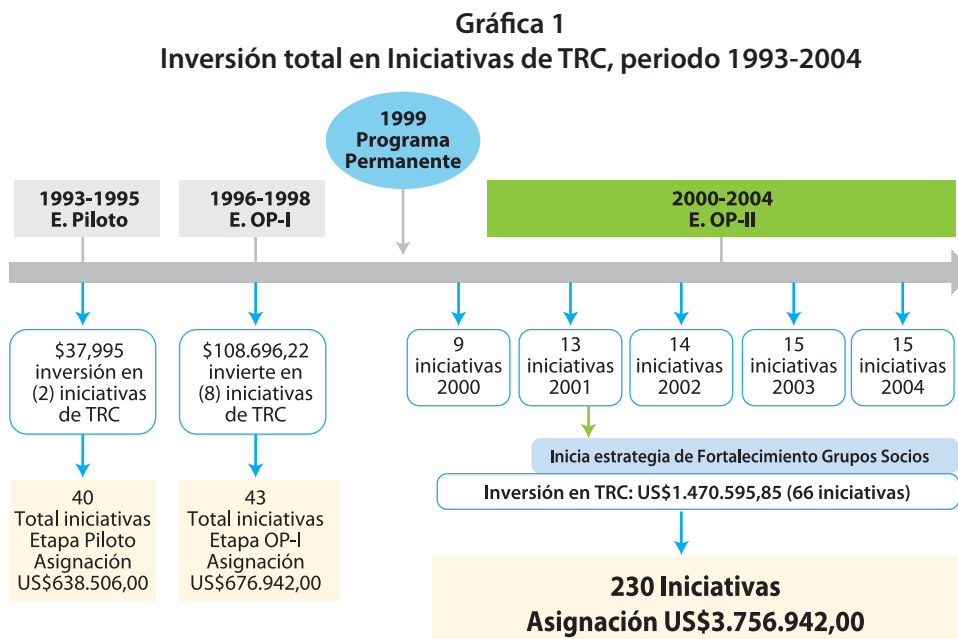 Gráfica 1
Inversión total en Iniciativas de TRC, periodo 1993-2004
1999
Programa
Permanente
1993-1995
E. Piloto
1996-1998
E. OP-I
2000-2004
E. OP-II
$37,995
inversión en
(2) iniciativas
de TRC
$108.696,22
invierte en
(8) iniciativas
de TRC
9
iniciativas
2000
13
iniciativas
2001
14
iniciativas
2002
15
iniciativas
2003
15
iniciativas
2004
Inicia estrategia de Fortalecimiento Grupos Socios
Inversión en TRC: US$1.470.595,85 (66 iniciativas)
40
Total iniciativas
Etapa Piloto
Asignación
US$638.506,00
43
Total iniciativas
Etapa OP-I
Asignación
US$676.942,00
230 Iniciativas
Asignación US$3.756.942,00